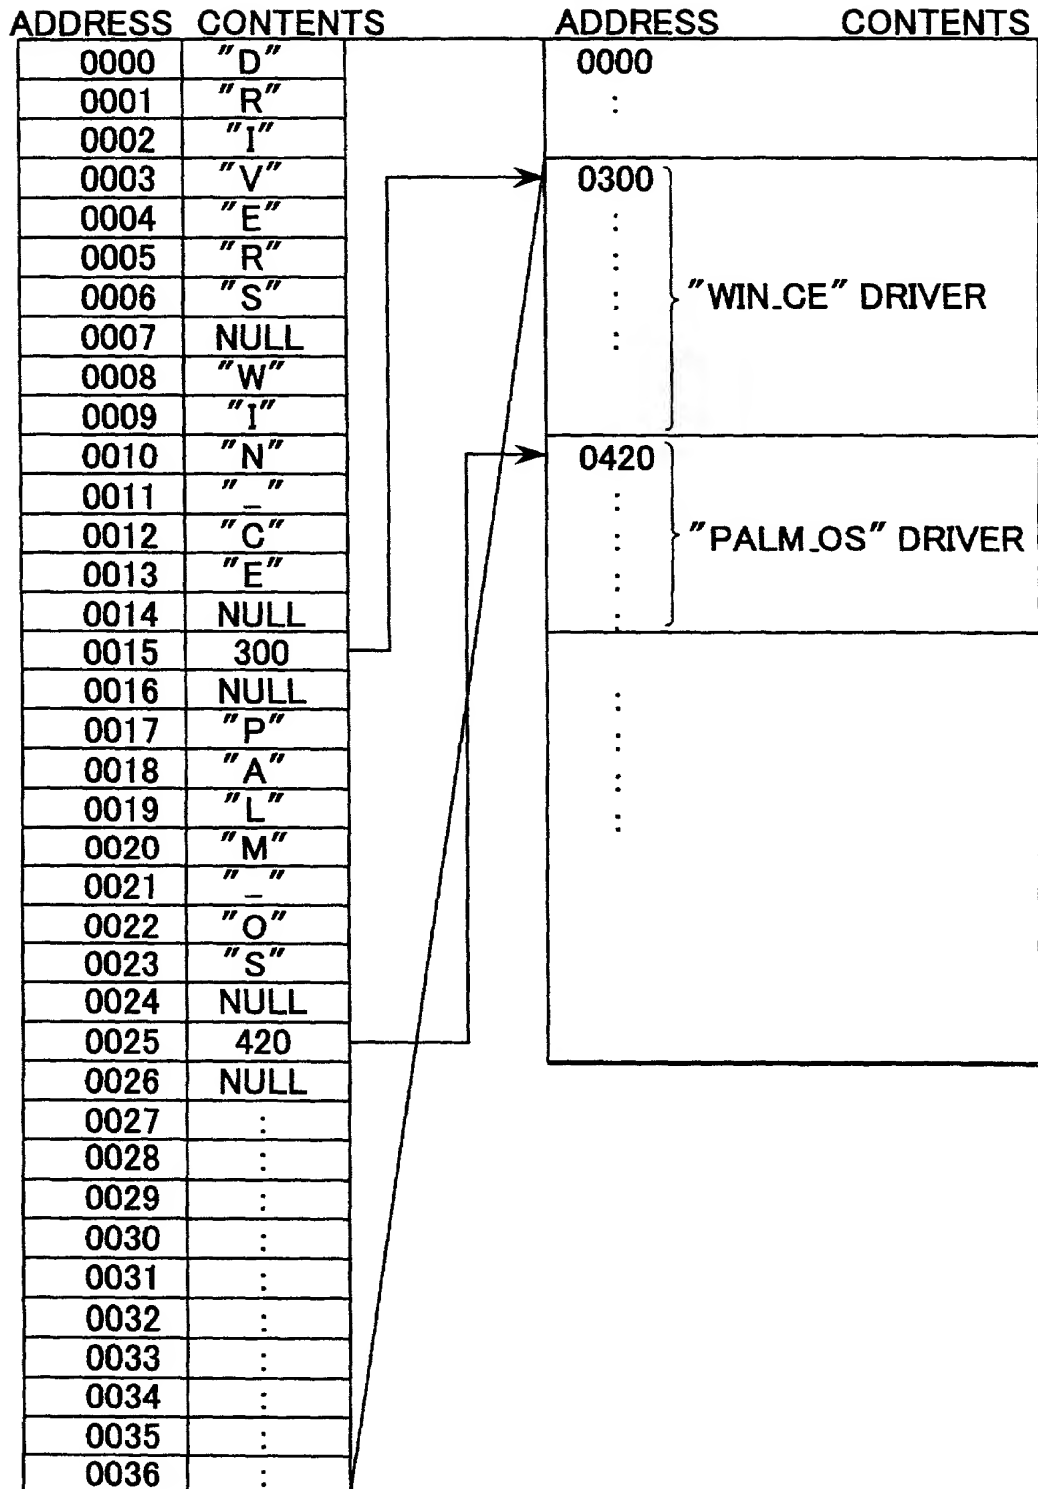 ADDRESS CONTENTS ADDRESS CONTENTS
0000 "D" 0000
0001 "R" :
0002 "I"
0003 "V" 0300
0004 "E" :
0005 "R" :
0006 "S" : "WIN_CE" DRIVER
0007 NULL :
0008 "W"
0009 "I"
0010 "N" 0420
0011 "_" :
0012 "C" : "PALM_OS" DRIVER
0013 "E" :
0014 NULL :
0015 300
0016 NULL :
0017 "P" :
0018 "A" :
0019 "L" :
0020 "M"
0021 "_"
0022 "O"
0023 "S"
0024 NULL
0025 420
0026 NULL
0027 :
0028 :
0029 :
0030 :
0031 :
0032 :
0033 :
0034 :
0035 :
0036 :